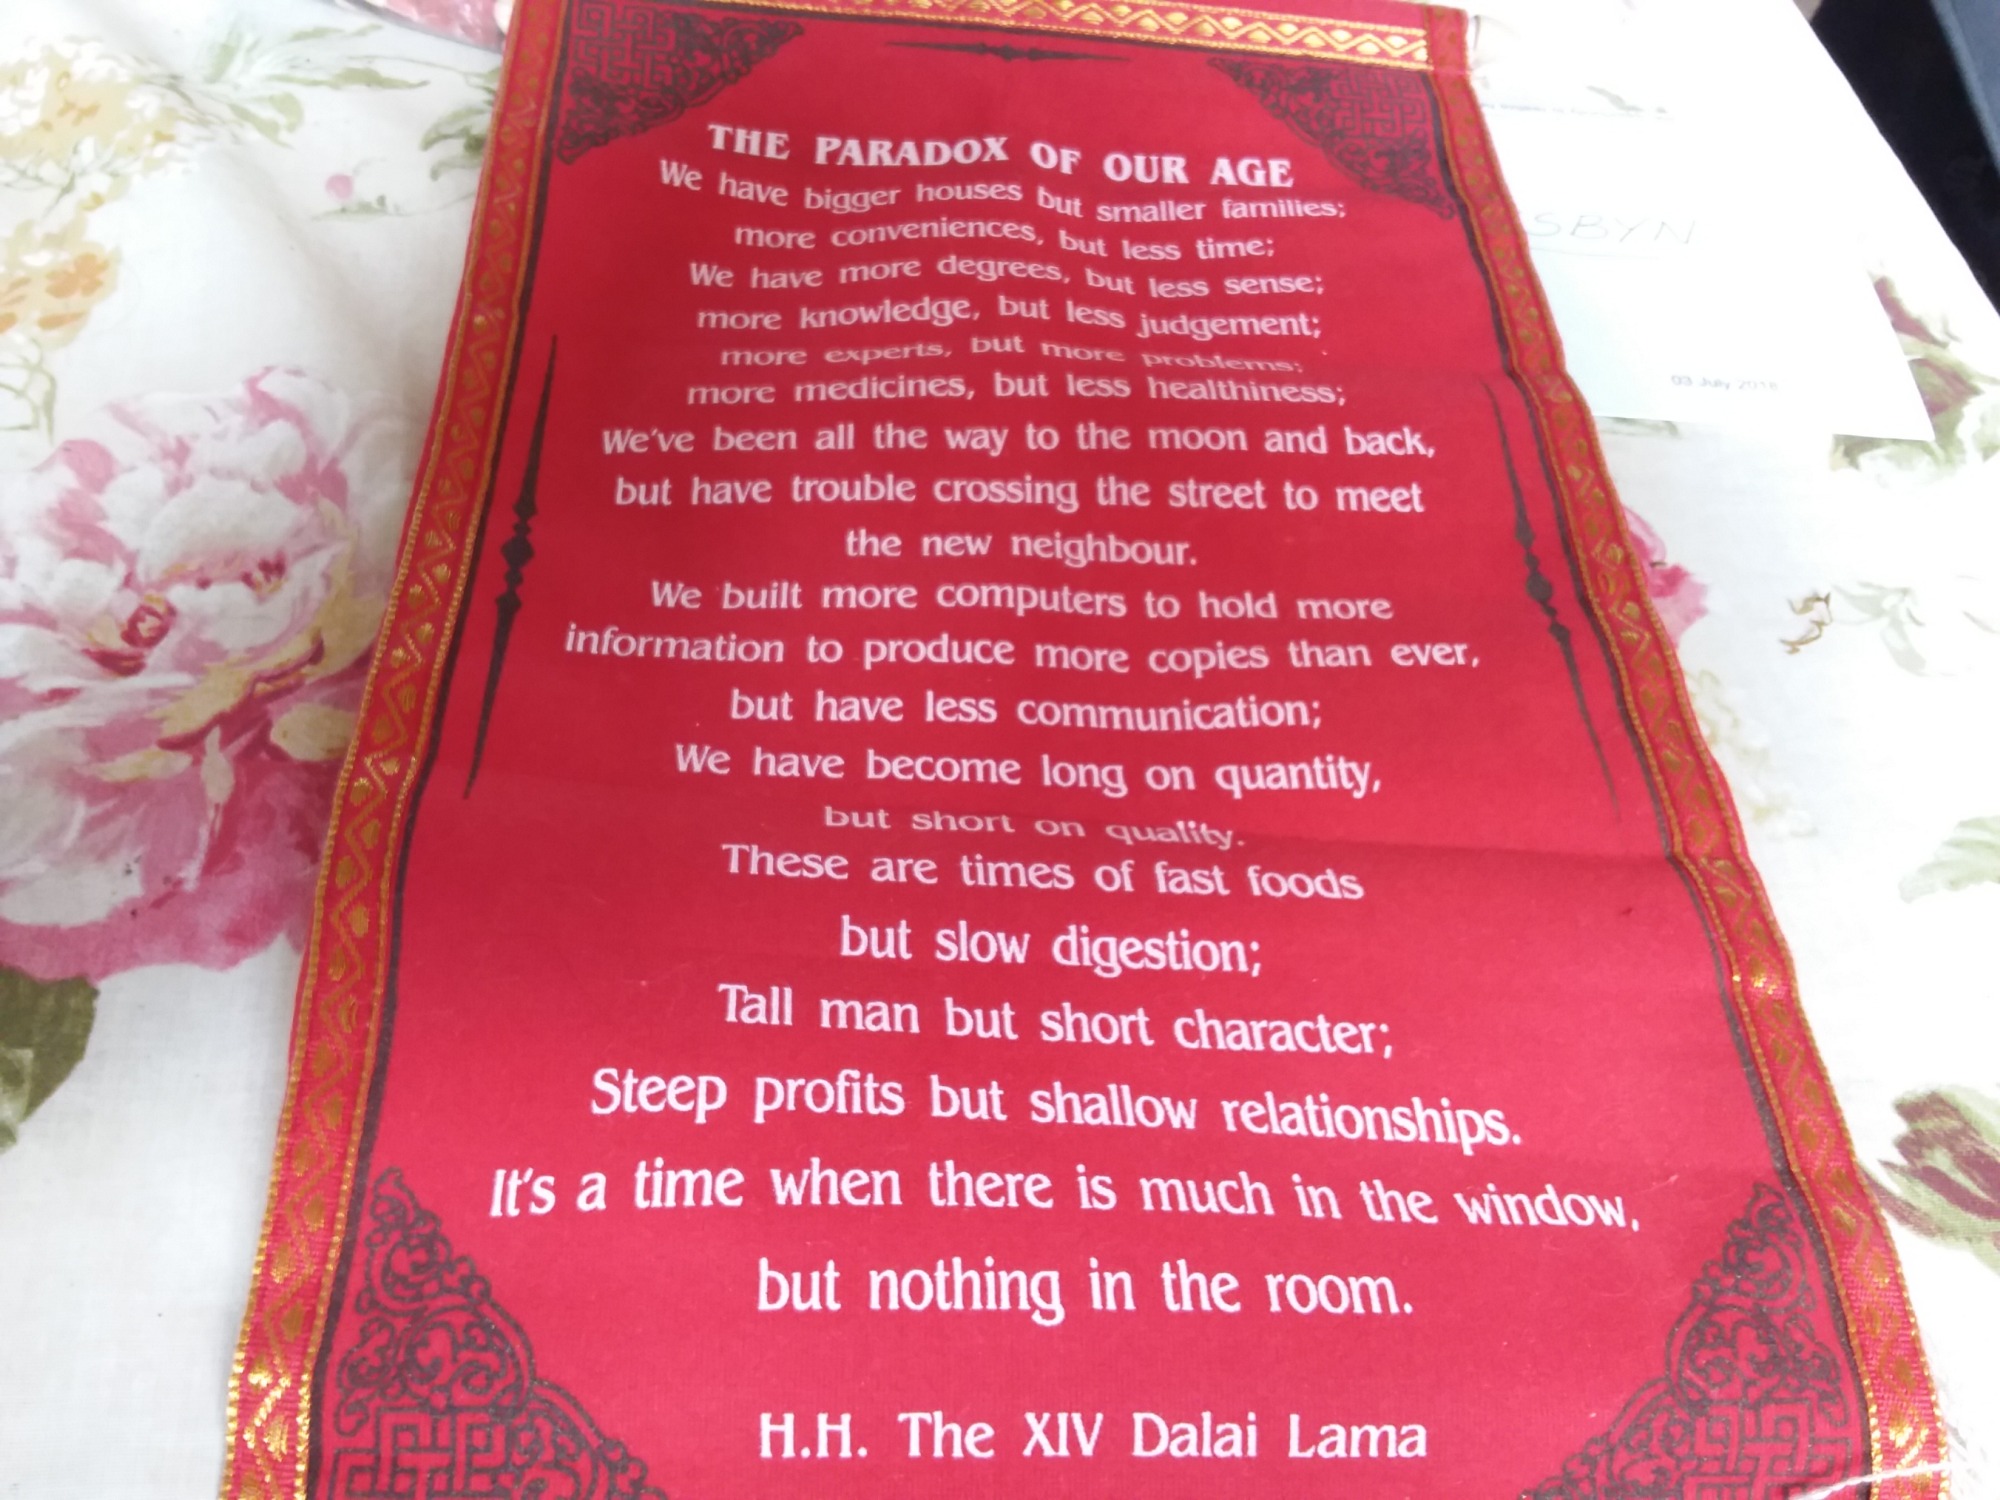 THE PARADOX OF OUR AGE
We have bigger houses but smaller families;
more conveniences, but less time;
We have more degrees, but less sense;
more knowledge, but less judgement;
more experts, but more problems;
more medicines, but less healthiness;
We've been all the way to the moon and back,
but have trouble crossing the street to meet
the new neighbour.
We built more computers to hold more
information to produce more copies than ever,
but have less communication;
We have become long on quantity,
but short on quality.
These are times of fast foods
but slow digestion;
Tall man but short character;
Steep profits but shallow relationships.
It's a time when there is much in the window,
but nothing in the room.
H.H. The XIV Dalai Lama
SBYN
03 July 2018